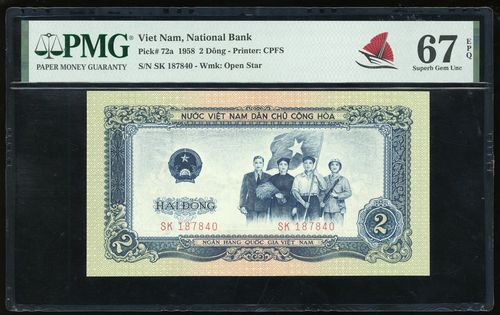 PMG
PAPER MONEY GUARANTY
Viet Nam, National Bank
Pick# 72a 1958 2 Dông - Printer: CPFS
S/N SK 187840 - Wmk: Open Star
67 EPQ
Superb Gem Unc
NƯỚC VIỆT NAM DÂN CHỦ CỘNG HÒA
HAI ĐỒNG
SK 187840 SK 187840
2 2
NGÂN HÀNG QUỐC GIA VIỆT NAM